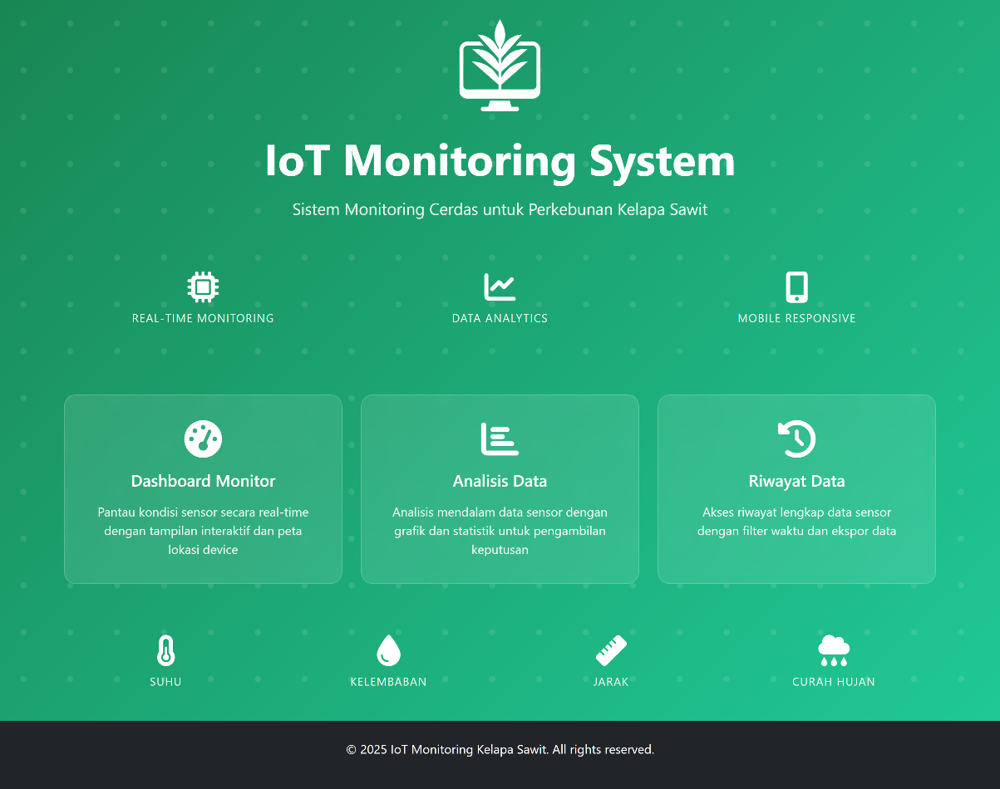 IoT Monitoring System
Sistem Monitoring Cerdas untuk Perkebunan Kelapa Sawit
REAL-TIME MONITORING
DATA ANALYTICS
MOBILE RESPONSIVE
Dashboard Monitor
Pantau kondisi sensor secara real-time
dengan tampilan interaktif dan peta
lokasi device
Analisis Data
Analisis mendalam data sensor dengan
grafik dan statistik untuk pengambilan
keputusan
Riwayat Data
Akses riwayat lengkap data sensor
dengan filter waktu dan ekspor data
SUHU
KELEMBABAN
JARAK
CURAH HUJAN
© 2025 IoT Monitoring Kelapa Sawit. All rights reserved.